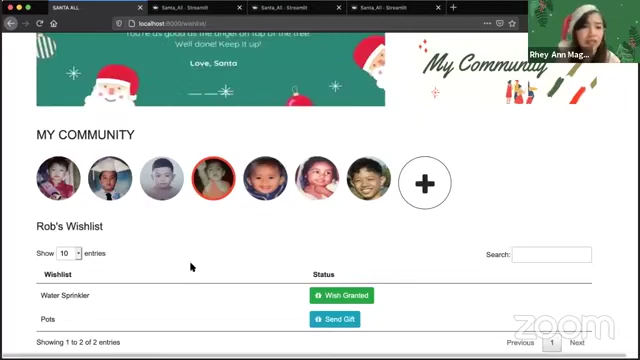 SANTA ALL
Santa_All · Streamlit
Santa_All · Streamlit
Santa_All · Streamlit
localhost:8000/wishlist/
You're as good as the angel on top of the tree.
Well done! Keep it up!
Love, Santa
My Community
Rhey Ann Mag...
MY COMMUNITY
Rob's Wishlist
Show 10 entries
Search:
Wishlist Status
Water Sprinkler Wish Granted
Pots Send Gift
Showing 1 to 2 of 2 entries
Previous 1 Next
zoom